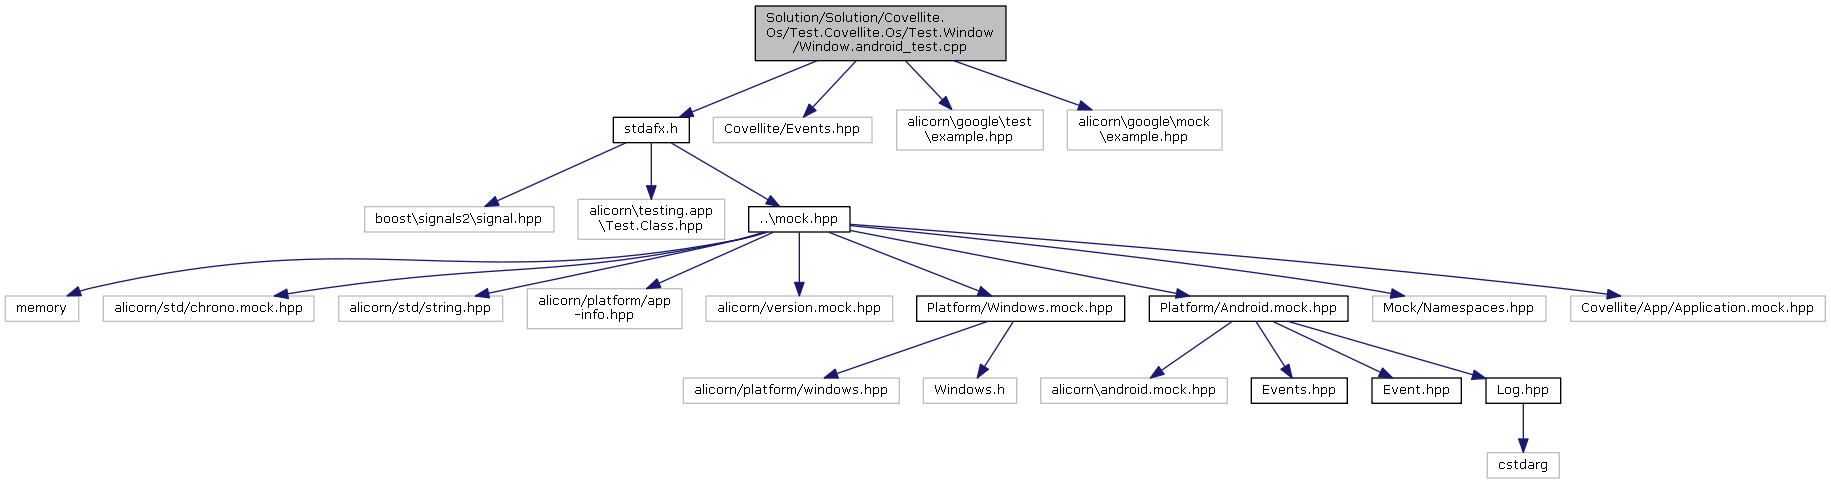 Solution/Solution/Covellite.
Os/Test.Covellite.Os/Test.Window
/Window.android_test.cpp
stdafx.h
Covellite/Events.hpp
alicorn\google\test
\example.hpp
alicorn\google\mock
\example.hpp
boost\signals2\signal.hpp
alicorn\testing.app
\Test.Class.hpp
..\mock.hpp
memory
alicorn/std/chrono.mock.hpp
alicorn/std/string.hpp
alicorn/platform/app
-info.hpp
alicorn/version.mock.hpp
Platform/Windows.mock.hpp
Platform/Android.mock.hpp
Mock/Namespaces.hpp
Covellite/App/Application.mock.hpp
alicorn/platform/windows.hpp
Windows.h
alicorn\android.mock.hpp
Events.hpp
Event.hpp
Log.hpp
cstdarg